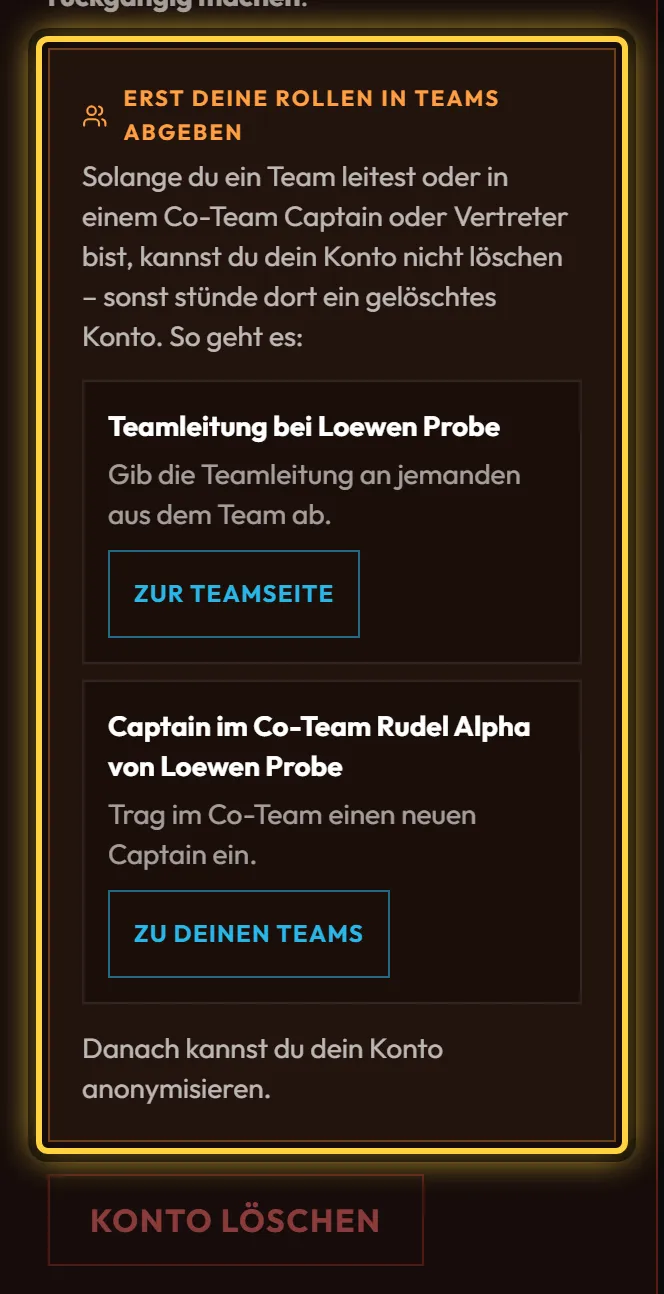 rückgängig machen.
ERST DEINE ROLLEN IN TEAMS
ABGEBEN
Solange du ein Team leitest oder in
einem Co-Team Captain oder Vertreter
bist, kannst du dein Konto nicht löschen
– sonst stünde dort ein gelöschtes
Konto. So geht es:
Teamleitung bei Loewen Probe
Gib die Teamleitung an jemanden
aus dem Team ab.
ZUR TEAMSEITE
Captain im Co-Team Rudel Alpha
von Loewen Probe
Trag im Co-Team einen neuen
Captain ein.
ZU DEINEN TEAMS
Danach kannst du dein Konto
anonymisieren.
KONTO LÖSCHEN